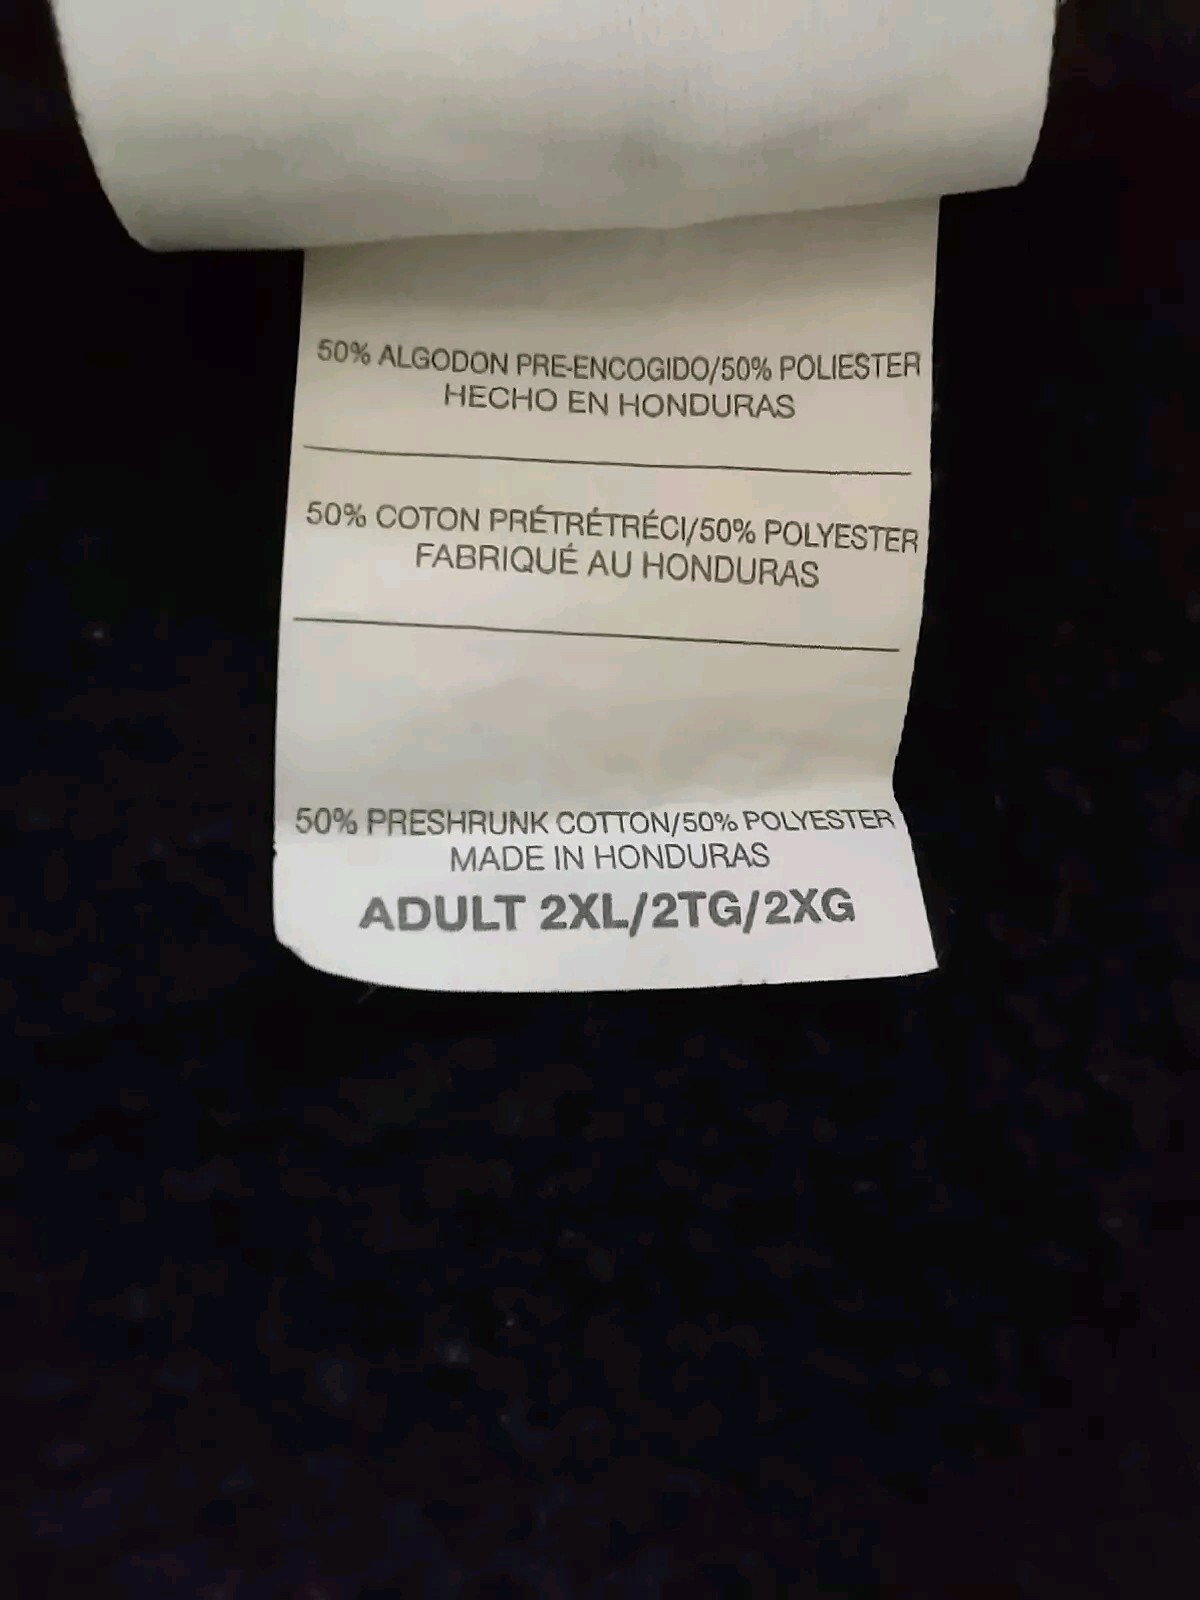 50% ALGODON PRE-ENCOGIDO/50% POLIESTER
HECHO EN HONDURAS
50% COTON PRÉTRÉTRÉCI/50% POLYESTER
FABRIQUÉ AU HONDURAS
50% PRESHRUNK COTTON/50% POLYESTER
MADE IN HONDURAS
ADULT 2XL/2TG/2XG